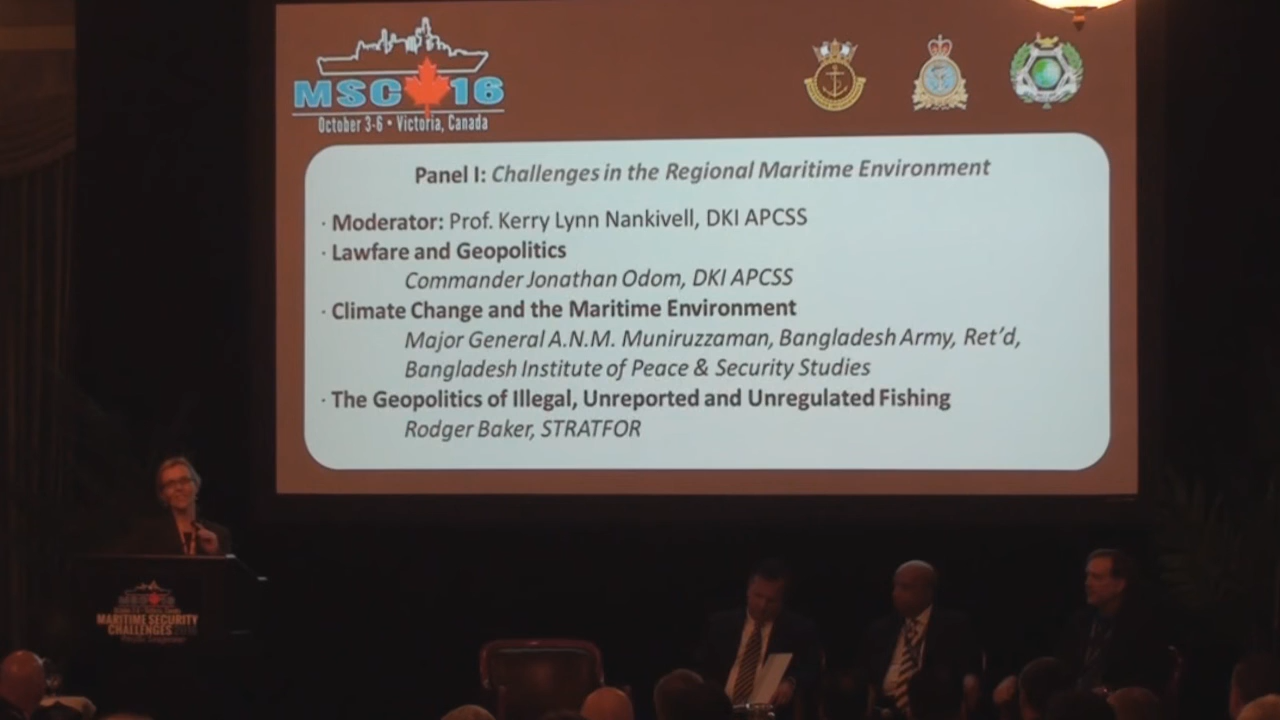 MSC 16
October 3-6 • Victoria, Canada
Panel I: Challenges in the Regional Maritime Environment
· Moderator: Prof. Kerry Lynn Nankivell, DKI APCSS
· Lawfare and Geopolitics
Commander Jonathan Odom, DKI APCSS
· Climate Change and the Maritime Environment
Major General A.N.M. Muniruzzaman, Bangladesh Army, Ret'd,
Bangladesh Institute of Peace & Security Studies
· The Geopolitics of Illegal, Unreported and Unregulated Fishing
Rodger Baker, STRATFOR
MARITIME SECURITY
CHALLENGES